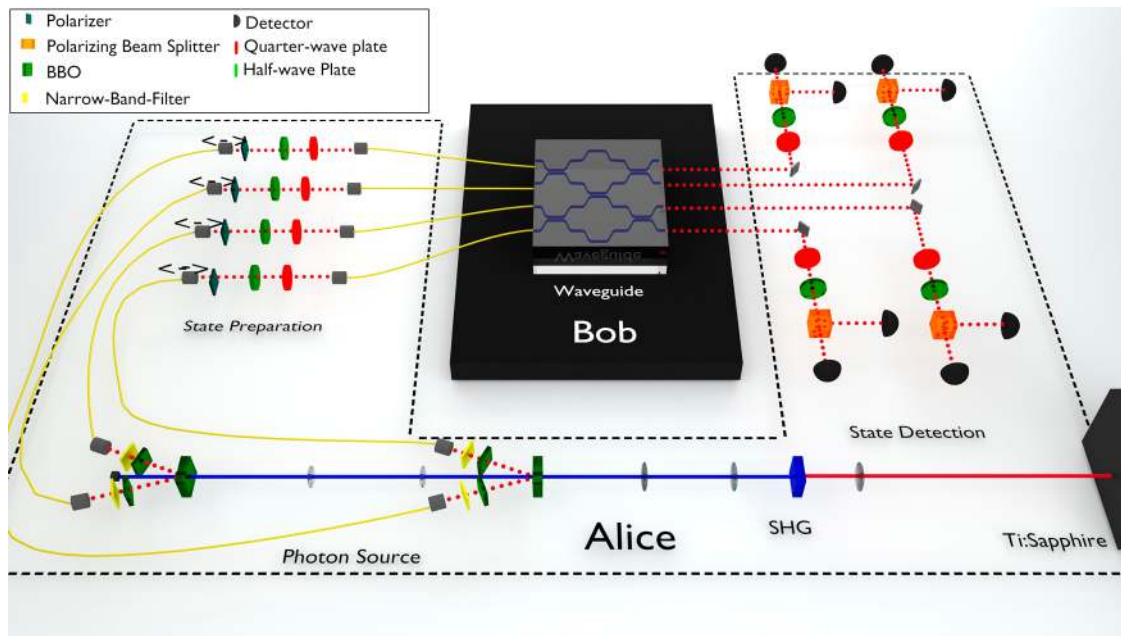 Polarizer
Detector
Polarizing Beam Splitter
Quarter-wave plate
BBO
Half-wave Plate
Narrow-Band-Filter
<-->
<-->
<-->
<-->
State Preparation
Waveguide
Waveguide
Bob
State Detection
Photon Source
Alice
SHG
Ti:Sapphire